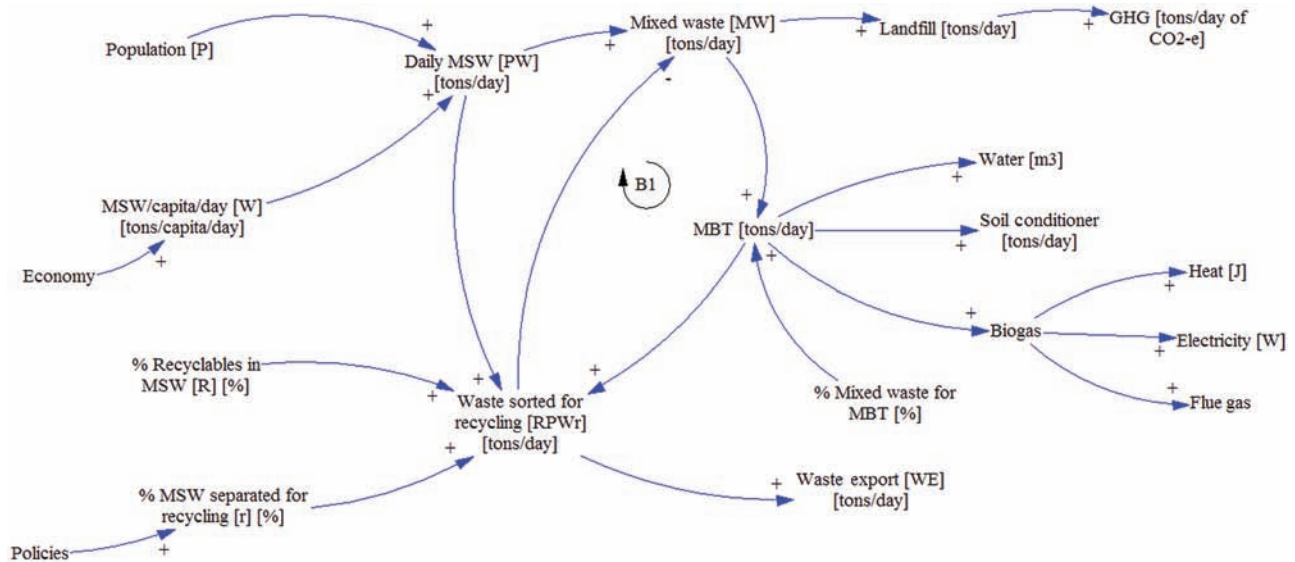 Population [P]
+
Daily MSW [PW]
[tons/day]
+
+
Mixed waste [MW]
[tons/day]
-
+
Landfill [tons/day]
+
GHG [tons/day of
CO2-e]
MSW/capita/day [W]
[tons/capita/day]
Economy
+
B1
+
MBT [tons/day]
+
+
Water [m3]
+
Soil conditioner
[tons/day]
+
+
Biogas
Heat [J]
+
Electricity [W]
+
+
Flue gas
% Recyclables in
MSW [R] [%]
+
+
+
Waste sorted for
recycling [RPWr]
[tons/day]
% Mixed waste for
MBT [%]
+
% MSW separated for
recycling [r] [%]
+
Policies
+
Waste export [WE]
[tons/day]